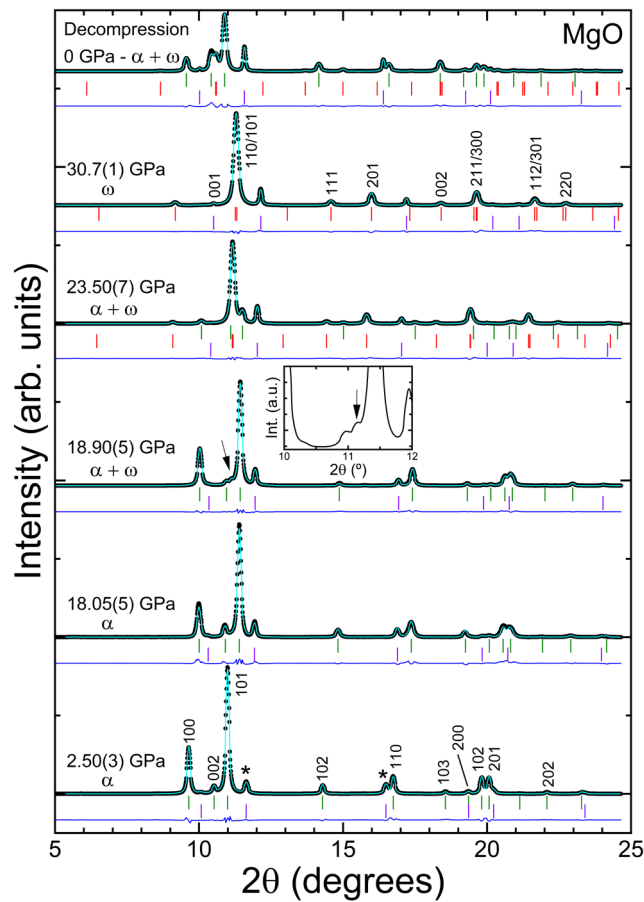 Decompression
0 GPa - α + ω
MgO
30.7(1) GPa
ω
001
110/101
111
201
002
211/300
112/301
220
23.50(7) GPa
α + ω
18.90(5) GPa
α + ω
Int. (a.u.)
10
11
12
2θ (º)
18.05(5) GPa
α
2.50(3) GPa
α
100
002
101
*
102
*
110
103
200
102
201
202
5
10
15
20
25
2θ (degrees)
Intensity (arb. units)